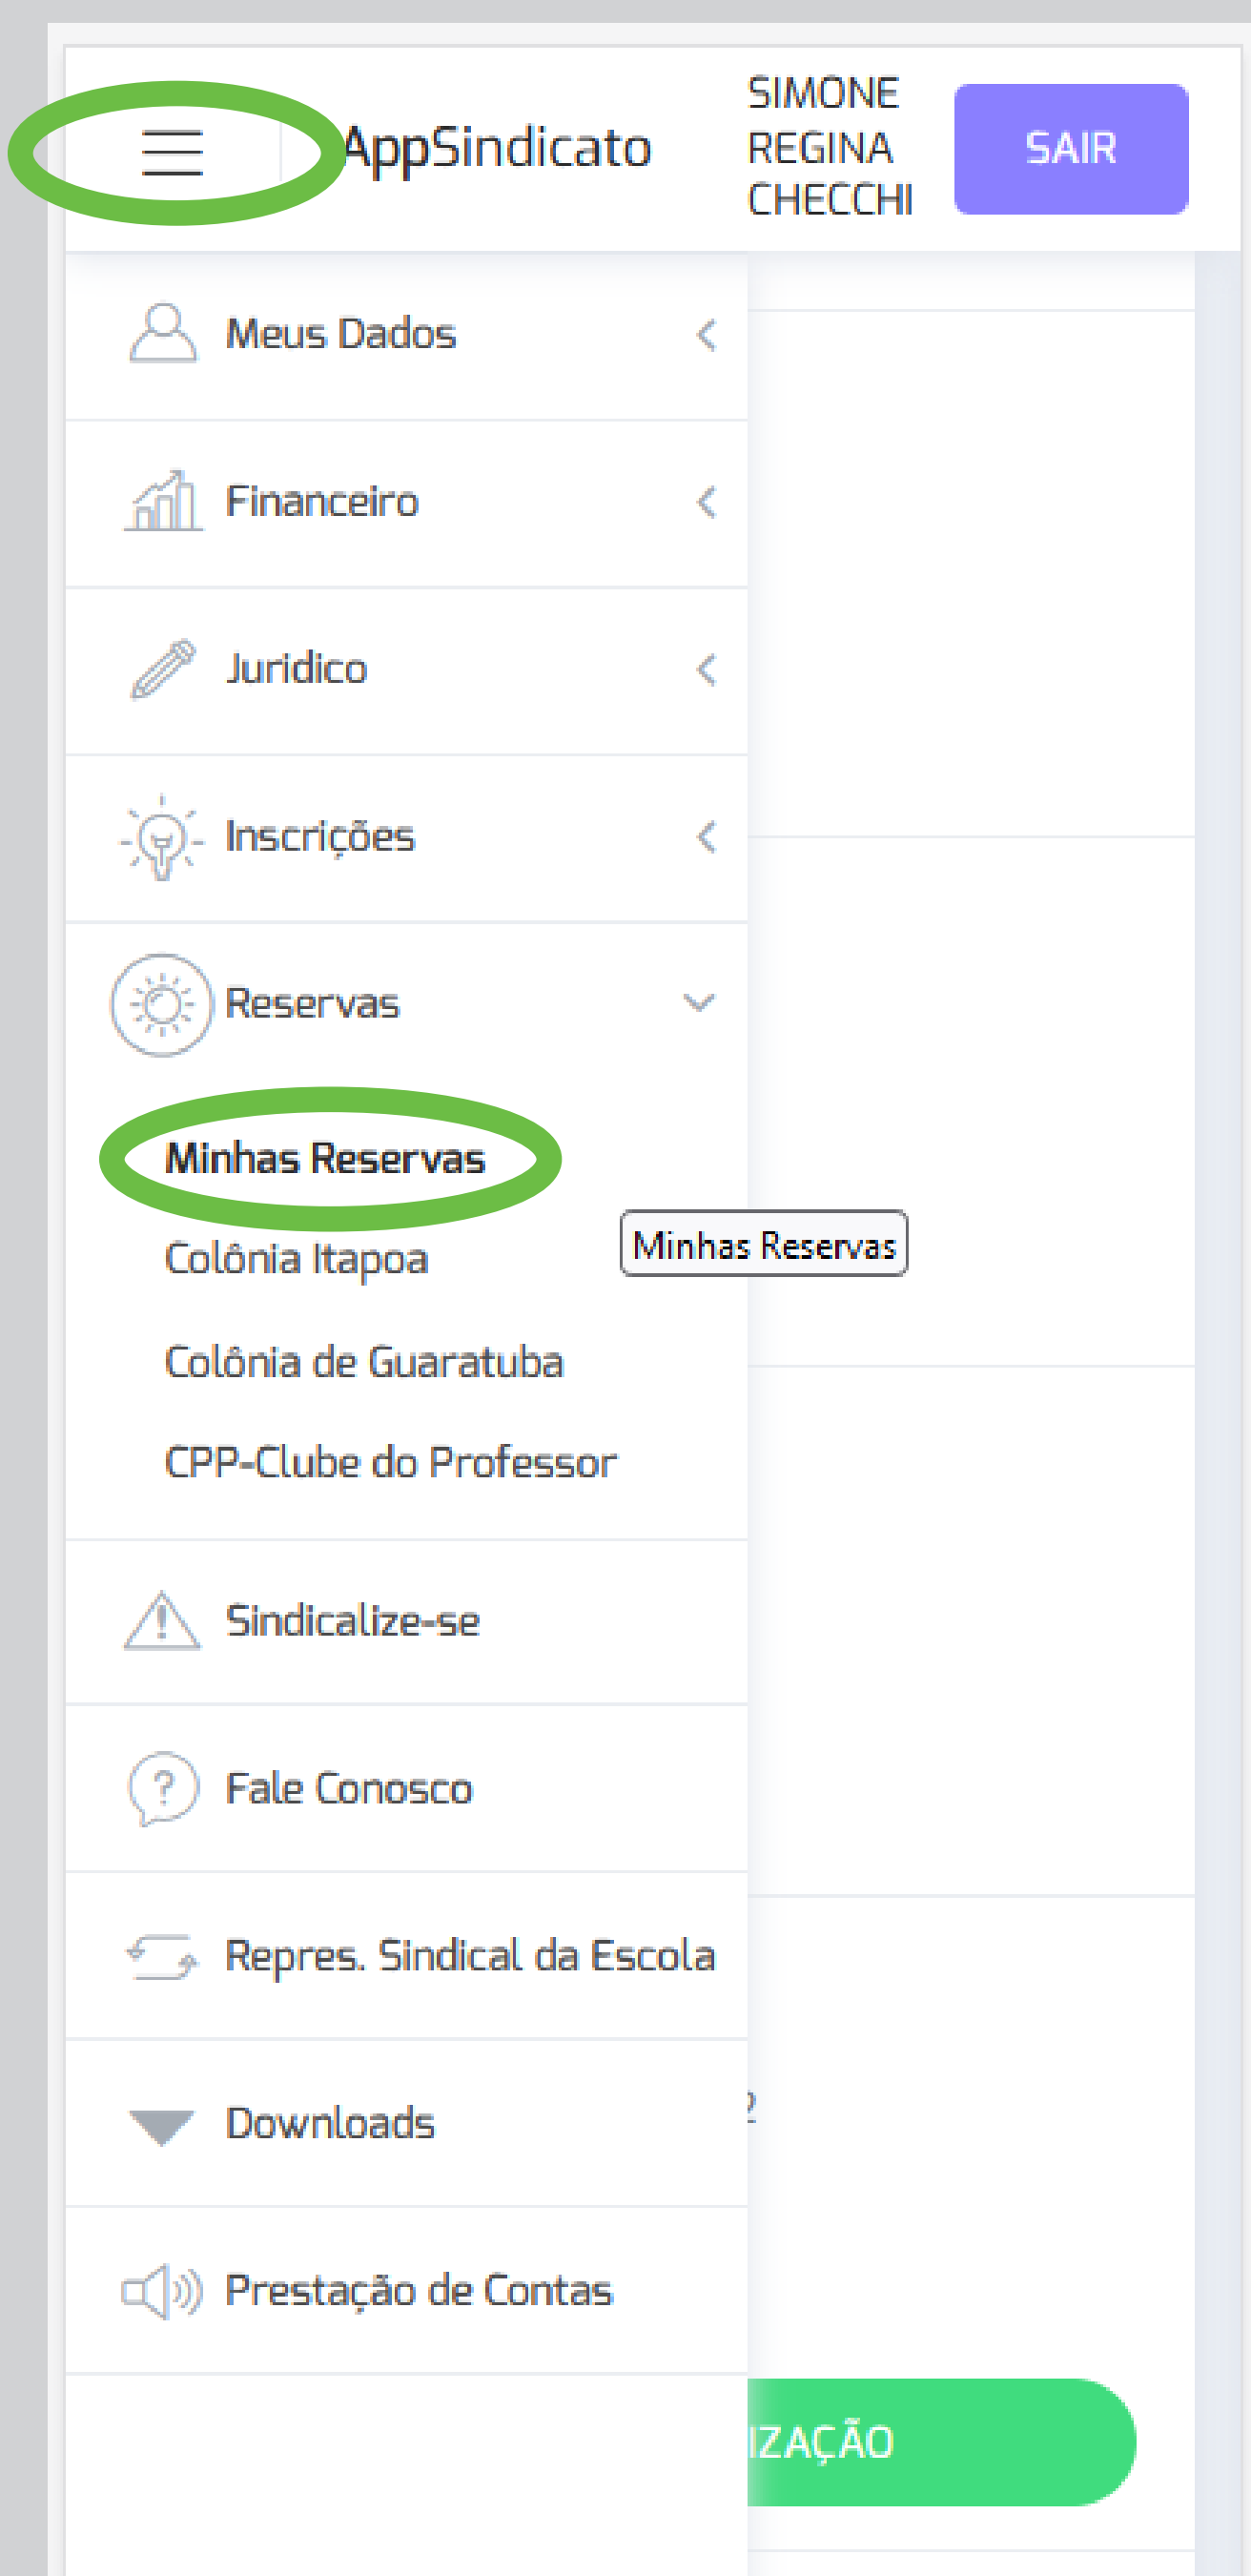 AppSindicato
SIMONE
REGINA
CHECCHI
SAIR
Meus Dados
Financeiro
Juridico
Inscrições
Reservas
Minhas Reservas
Minhas Reservas
Colônia Itapoa
Colônia de Guaratuba
CPP-Clube do Professor
Sindicalize-se
Fale Conosco
Repres. Sindical da Escola
Downloads
Prestação de Contas
IZAÇÃO